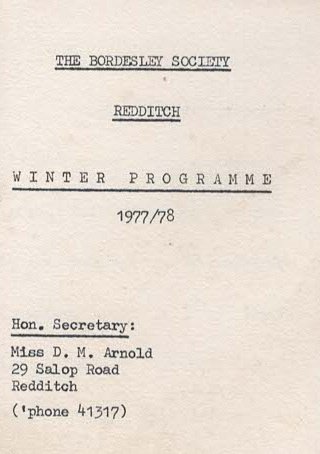 THE BORDESLEY SOCIETY
REDDITCH
WINTER PROGRAMME
1977/78
Hon. Secretary:
Miss D. M. Arnold
29 Salop Road
Redditch
('phone 41317)